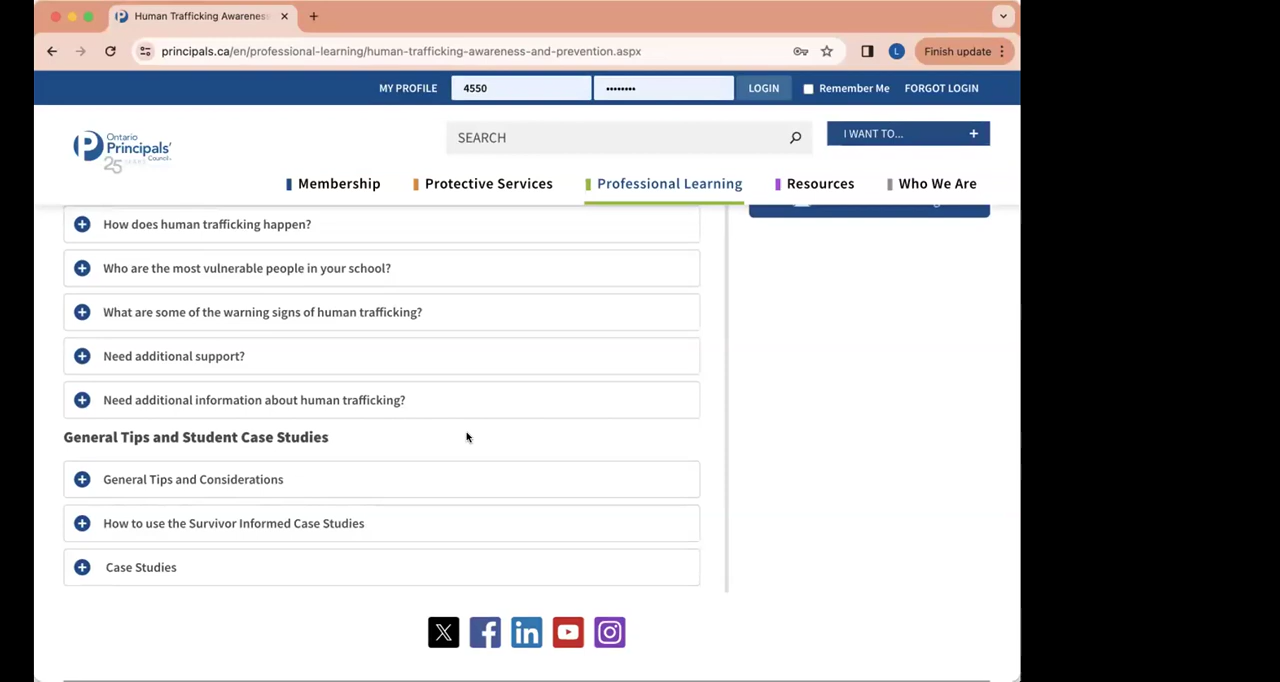 Human Trafficking Awarenes
principals.ca/en/professional-learning/human-trafficking-awareness-and-prevention.aspx
L
Finish update
MY PROFILE
4550
••••••••
LOGIN
Remember Me
FORGOT LOGIN
Ontario
Principals'
Council
25
SEARCH
I WANT TO...
+
Membership
Protective Services
Professional Learning
Resources
Who We Are
How does human trafficking happen?
Who are the most vulnerable people in your school?
What are some of the warning signs of human trafficking?
Need additional support?
Need additional information about human trafficking?
General Tips and Student Case Studies
General Tips and Considerations
How to use the Survivor Informed Case Studies
Case Studies